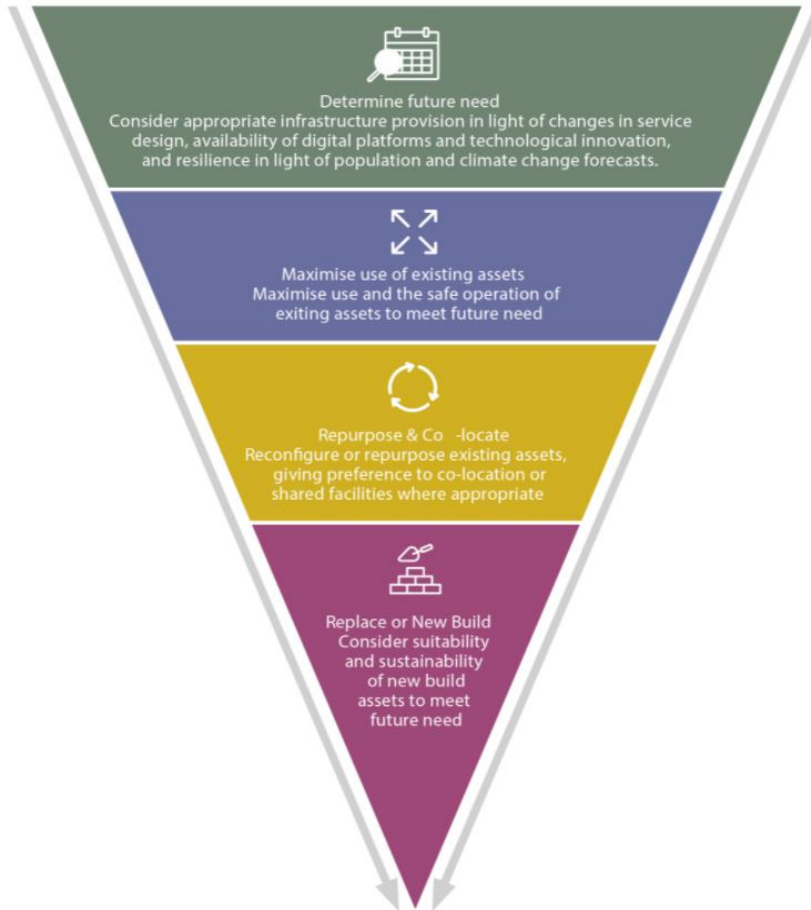 Determine future need
Consider appropriate infrastructure provision in light of changes in service
design, availability of digital platforms and technological innovation,
and resilience in light of population and climate change forecasts.
Maximise use of existing assets
Maximise use and the safe operation of
exiting assets to meet future need
Repurpose & Co -locate
Reconfigure or repurpose existing assets,
giving preference to co-location or
shared facilities where appropriate
Replace or New Build
Consider suitability
and sustainability
of new build
assets to meet
future need